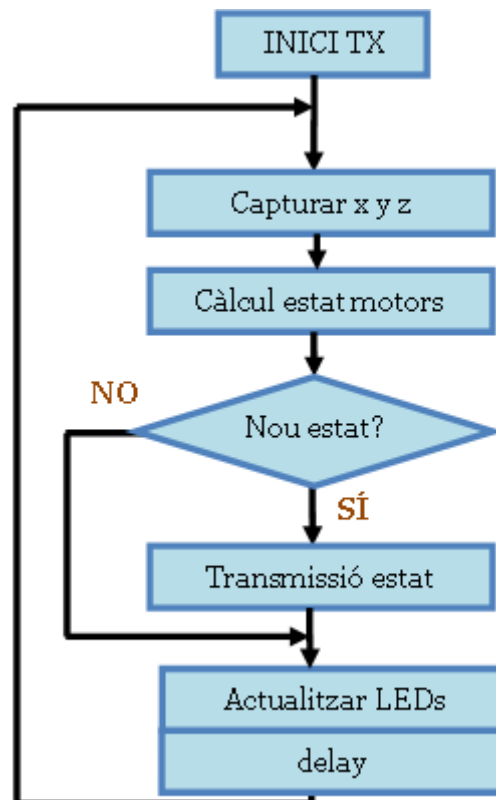 INICI TX
Capturar x y z
Càlcul estat motors
NO
Nou estat?
SÍ
Transmissió estat
Actualitzar LEDs
delay